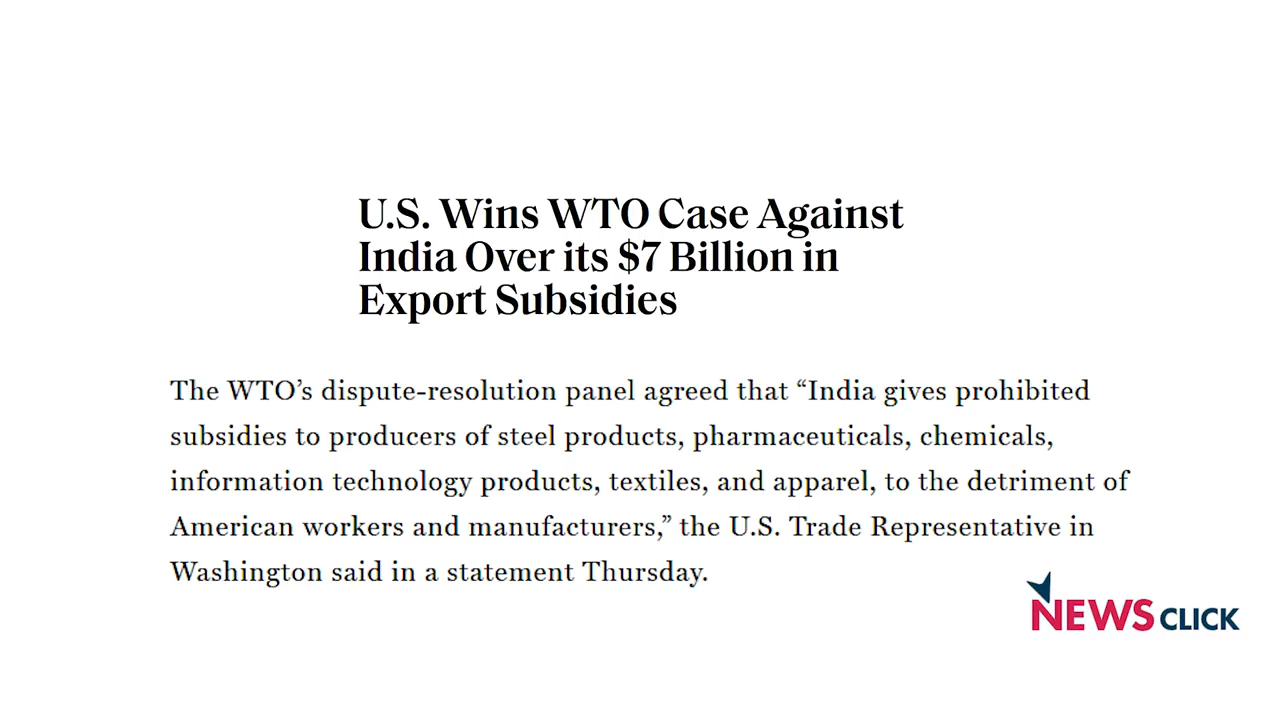 U.S. Wins WTO Case Against
India Over its $7 Billion in
Export Subsidies
The WTO’s dispute-resolution panel agreed that “India gives prohibited
subsidies to producers of steel products, pharmaceuticals, chemicals,
information technology products, textiles, and apparel, to the detriment of
American workers and manufacturers,” the U.S. Trade Representative in
Washington said in a statement Thursday.
NEWSCLICK